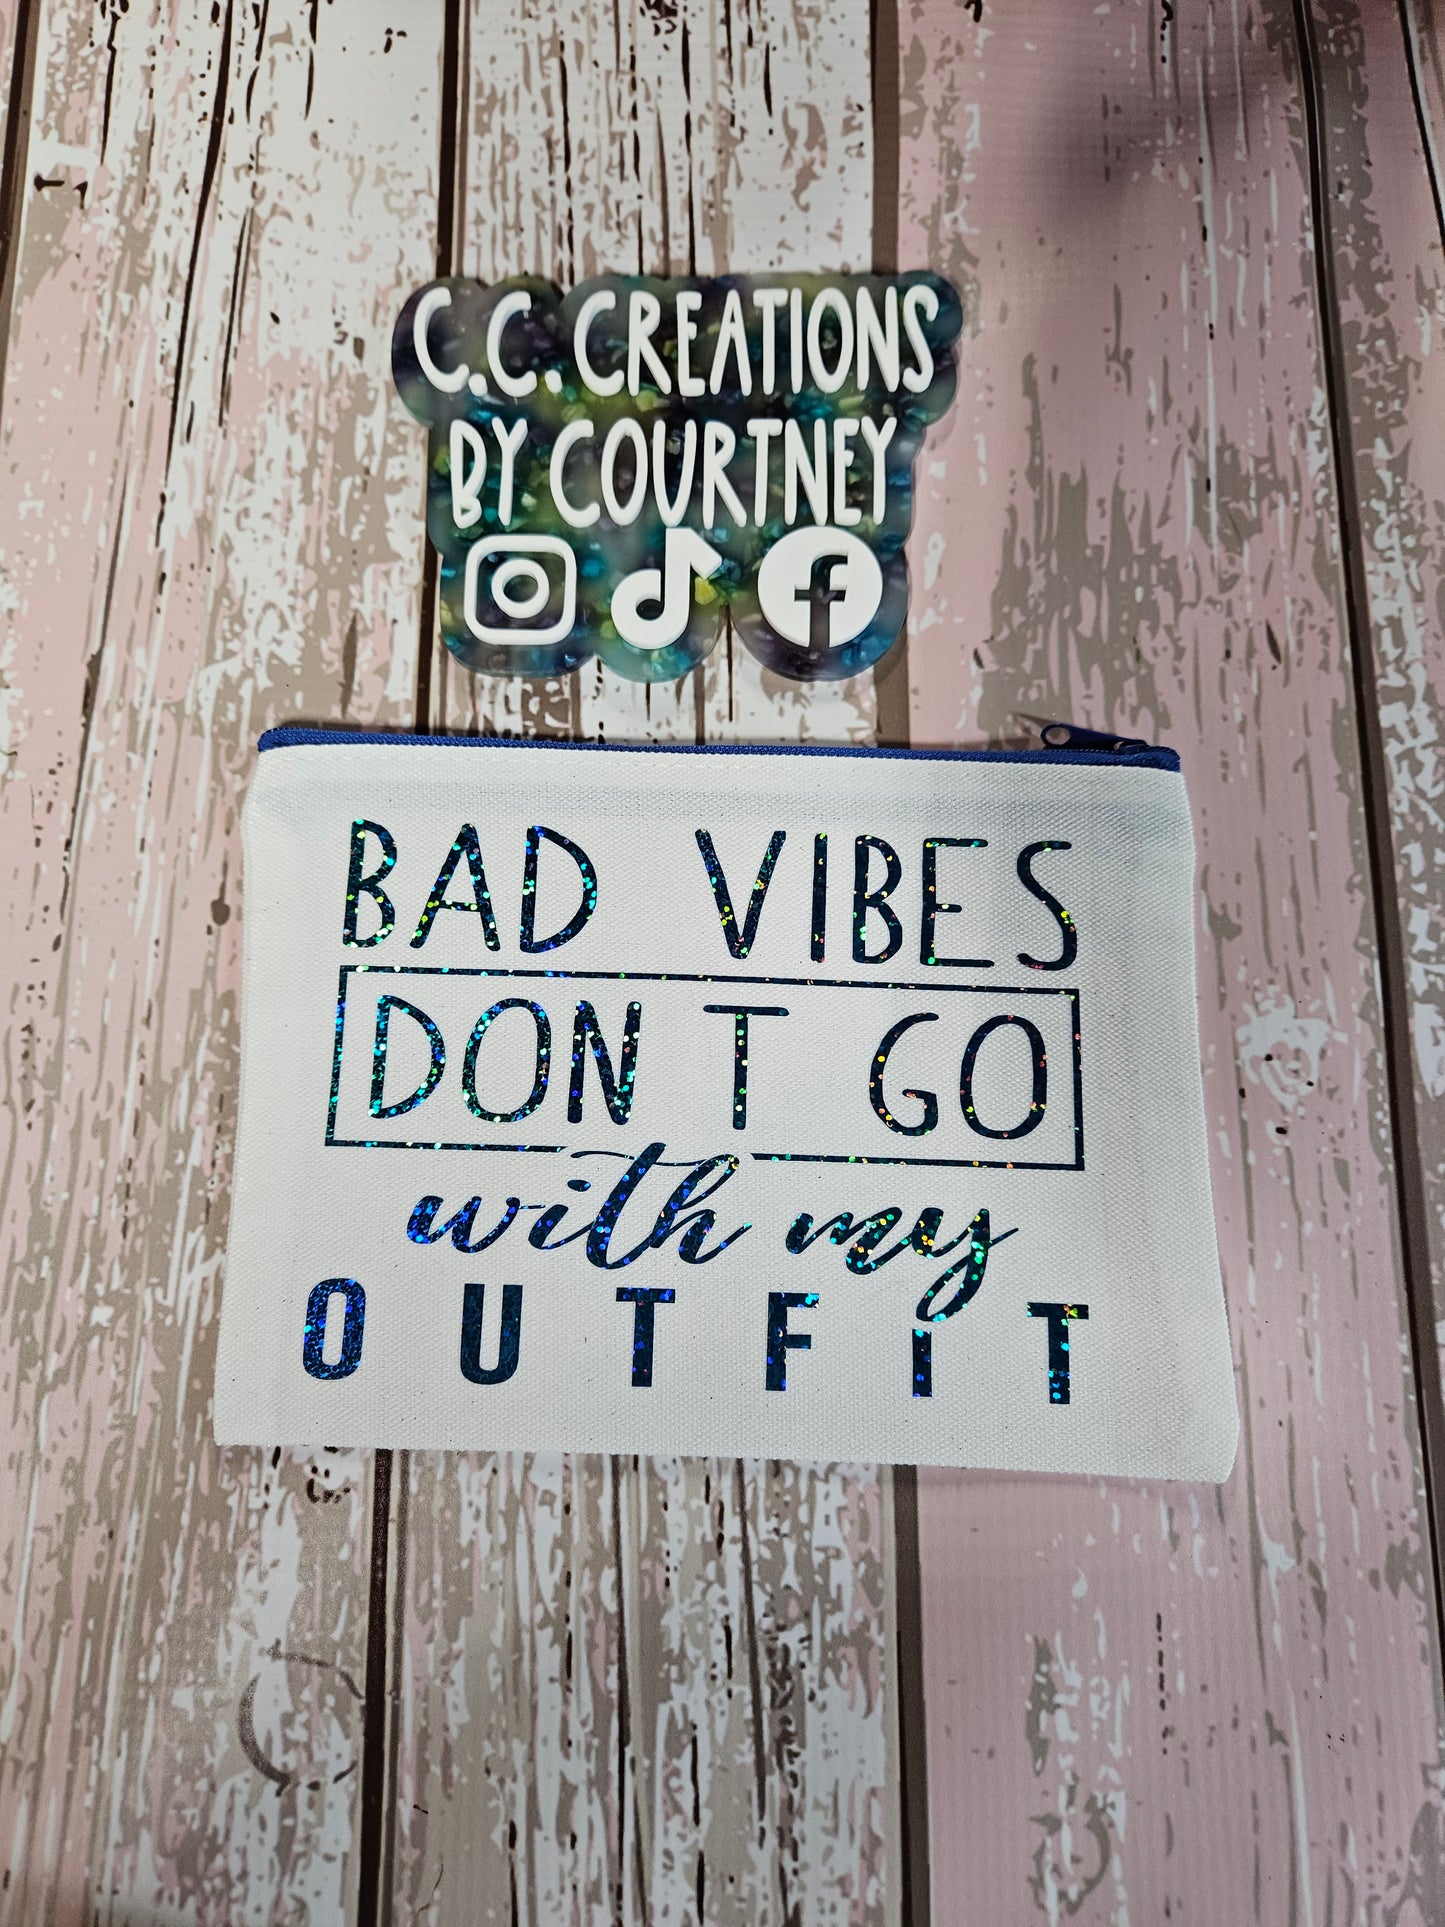 C.C. CREATIONS
BY COURTNEY
BAD VIBES
DON T GO
with my
OUTFIT